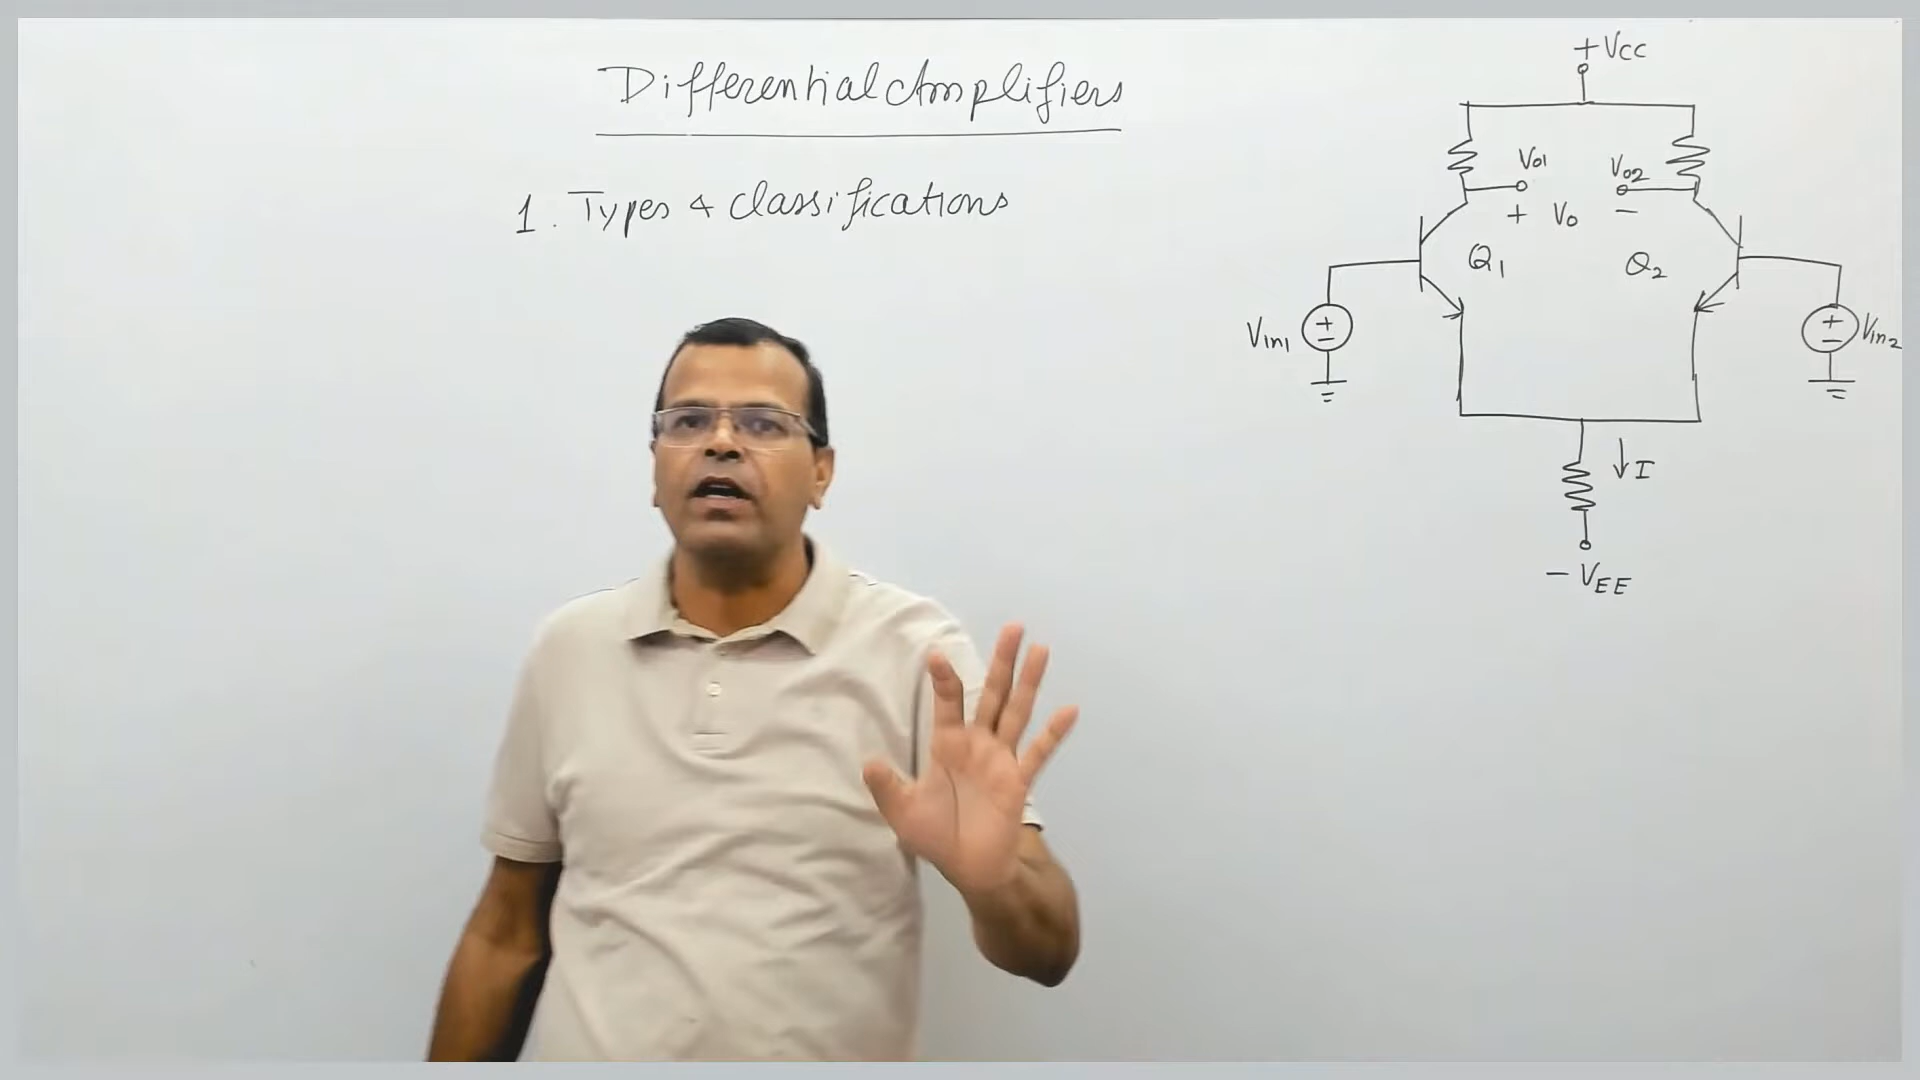 Differential Amplifiers
1. Types & classifications
+VCC
Vo1
Vo2
+ Vo −
Q1
Q2
Vin1
+
−
+
−
Vin2
↓I
− VEE